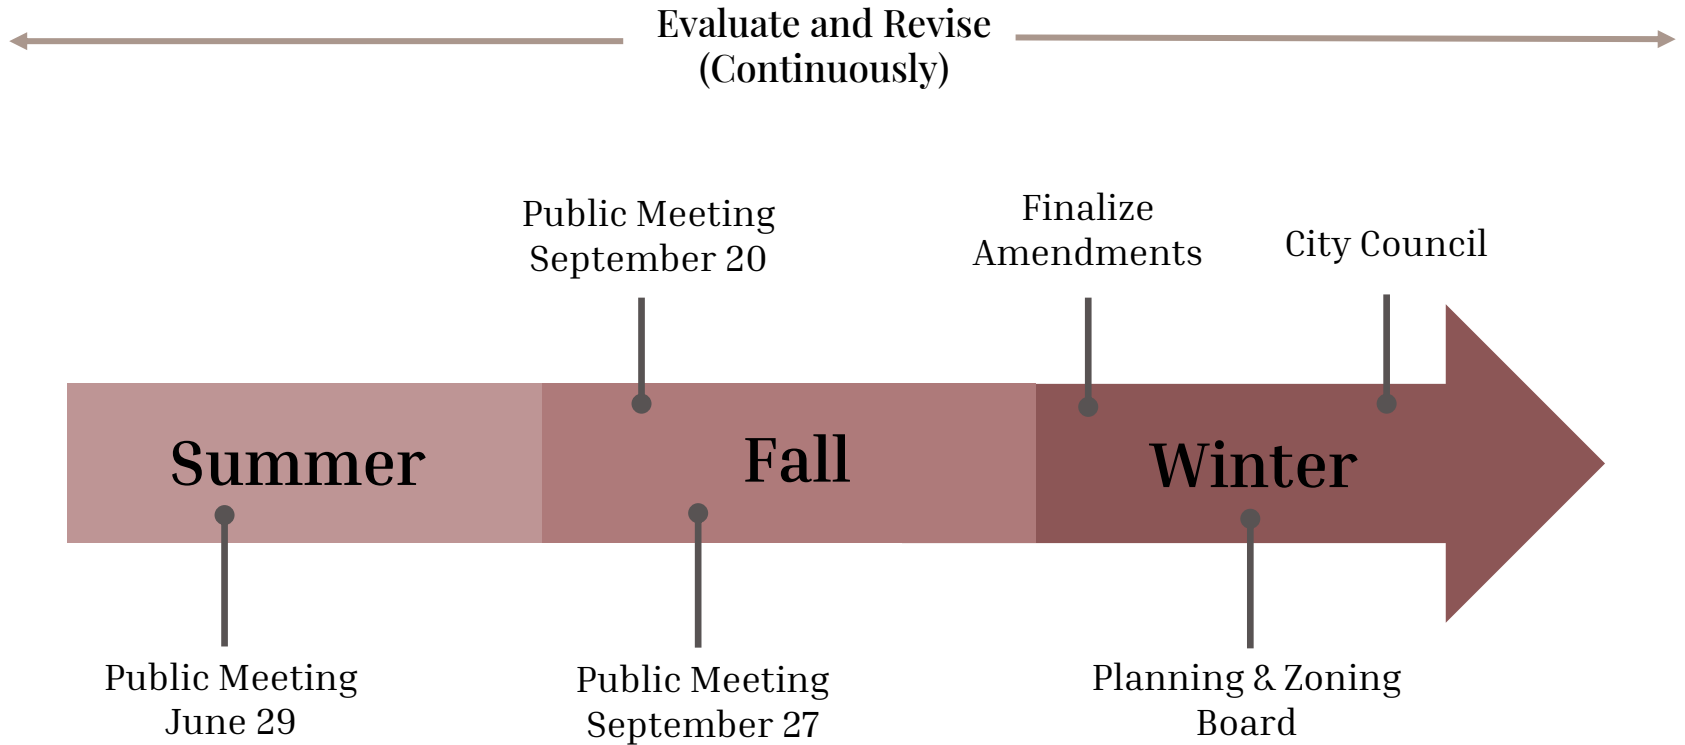 Evaluate and Revise
(Continuously)
Public Meeting
September 20
Finalize
Amendments
City Council
Summer
Fall
Winter
Public Meeting
June 29
Public Meeting
September 27
Planning & Zoning
Board